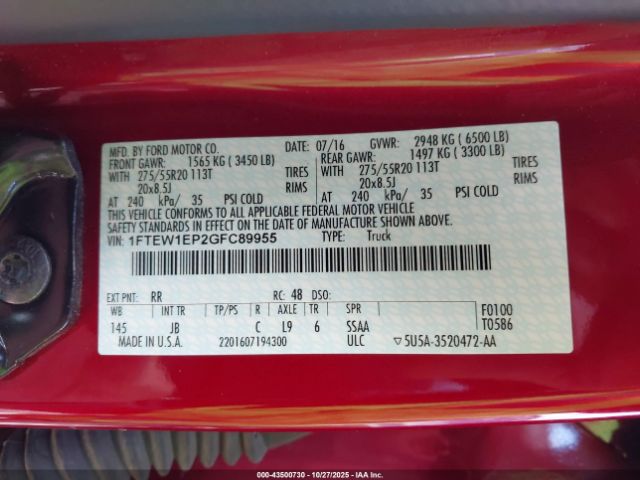 MFD. BY FORD MOTOR CO. DATE: 07/16 GVWR: 2948 KG ( 6500 LB)
FRONT GAWR: 1565 KG ( 3450 LB) REAR GAWR: 1497 KG ( 3300 LB)
WITH 275/55R20 113T TIRES WITH 275/55R20 113T TIRES
20x8.5J RIMS 20x8.5J RIMS
AT 240 kPa/ 35 PSI COLD AT 240 kPa/ 35 PSI COLD
THIS VEHICLE CONFORMS TO ALL APPLICABLE FEDERAL MOTOR VEHICLE
SAFETY STANDARDS IN EFFECT ON THE DATE OF MANUFACTURE SHOWN ABOVE.
VIN: 1FTEW1EP2GFC89955 TYPE: Truck
EXT PNT: RR RC: 48 DSO: F0100
WB INT TR TP/PS R AXLE TR SPR T0586
145 JB C L9 6 SSAA
MADE IN U.S.A. 2201607194300 ULC ▽5U5A-3520472-AA
000-43500730 - 10/27/2025 - IAA Inc.